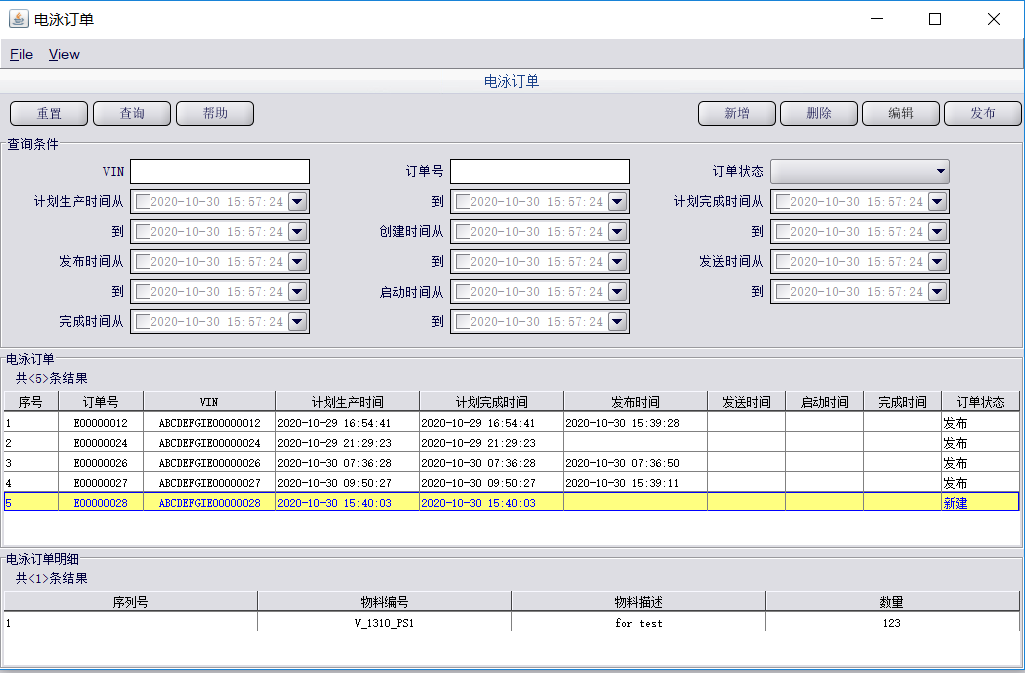 电泳订单
File View
电泳订单
重置 查询 帮助 新增 删除 编辑 发布
查询条件
VIN 订单号 订单状态
计划生产时间从 2020-10-30 15:57:24 到 2020-10-30 15:57:24 计划完成时间从 2020-10-30 15:57:24
到 2020-10-30 15:57:24 创建时间从 2020-10-30 15:57:24 到 2020-10-30 15:57:24
发布时间从 2020-10-30 15:57:24 到 2020-10-30 15:57:24 发送时间从 2020-10-30 15:57:24
到 2020-10-30 15:57:24 启动时间从 2020-10-30 15:57:24 到 2020-10-30 15:57:24
完成时间从 2020-10-30 15:57:24 到 2020-10-30 15:57:24
电泳订单
共<5>条结果
序号 订单号 VIN 计划生产时间 计划完成时间 发布时间 发送时间 启动时间 完成时间 订单状态
1 E00000012 ABCDEFGIE00000012 2020-10-29 16:54:41 2020-10-29 16:54:41 2020-10-30 15:39:28 发布
2 E00000024 ABCDEFGIE00000024 2020-10-29 21:29:23 2020-10-29 21:29:23 发布
3 E00000026 ABCDEFGIE00000026 2020-10-30 07:36:28 2020-10-30 07:36:28 2020-10-30 07:36:50 发布
4 E00000027 ABCDEFGIE00000027 2020-10-30 09:50:27 2020-10-30 09:50:27 2020-10-30 15:39:11 发布
5 E00000028 ABCDEFGIE00000028 2020-10-30 15:40:03 2020-10-30 15:40:03 新建
电泳订单明细
共<1>条结果
序列号 物料编号 物料描述 数量
1 V_1310_PS1 for test 123